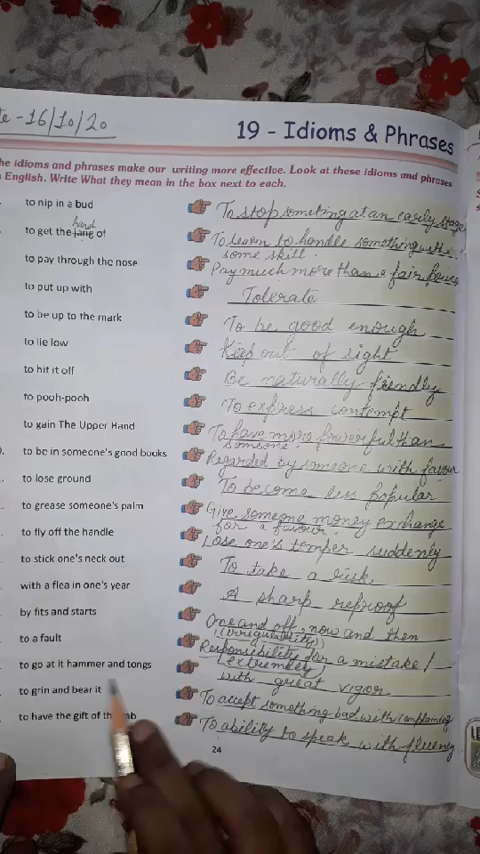 te - 16/10/20
19 - Idioms & Phrases
he idioms and phrases make our writing more effective. Look at these idioms and phrases
English. Write What they mean in the box next to each.
to nip in a bud To stop someting at an early stage
hand
to get the jang of To learn to handle something with
some skill.
to pay through the nose Pay much more than a fair
to put up with Tolerate
to be up to the mark To be good enough
to lie low Keep out of sight
to hit it off Be naturally friendly
to pooh-pooh To express contempt
to gain The Upper Hand To have more powerful than
someone.
to be in someone's good books Regarded by someone with favour
to lose ground To become less popular
to grease someone's palm Give someone money exchange
for a favour.
to fly off the handle Lose one's temper suddenly
to stick one's neck out To take a risk
with a flea in one's year A sharp reproof
by fits and starts One and off, now and then
(irregularity)
to a fault Responsibility for a mistake/
(extremely)
to go at it hammer and tongs with great vigor
to grin and bear it To accept something bad with complaining
to have the gift of th ab To ability to speak with fluency
24